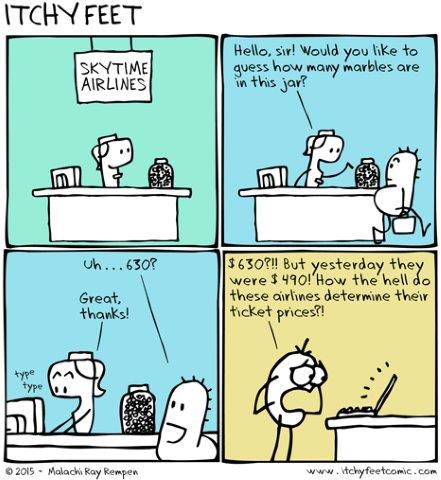 ITCHY FEET
SKYTIME
AIRLINES
Hello, sir! Would you like to
guess how many marbles are
in this jar?
Uh...630?
Great,
thanks!
type
type
$630?!! But yesterday they
were $490! How the hell do
these airlines determine their
ticket prices?!
© 2015 - Malachi Ray Rempen
www.itchyfeetcomic.com